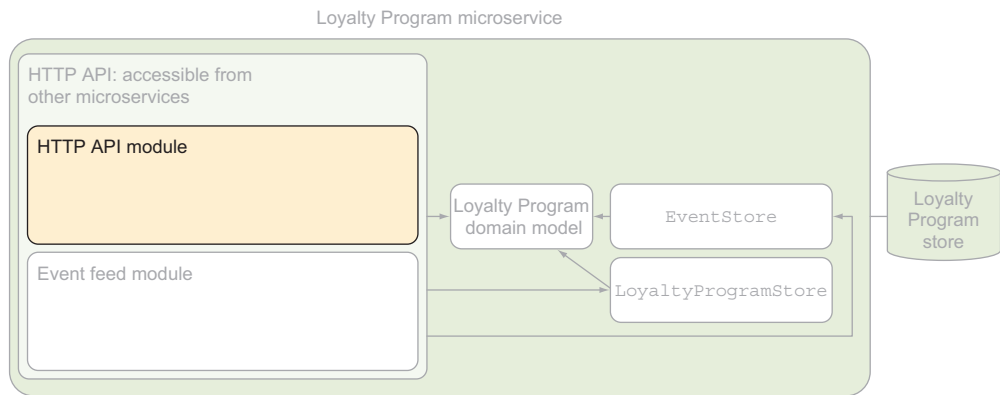 Loyalty Program microservice
HTTP API: accessible from
other microservices
HTTP API module
Event feed module
Loyalty Program
domain model
EventStore
LoyaltyProgramStore
Loyalty
Program
store